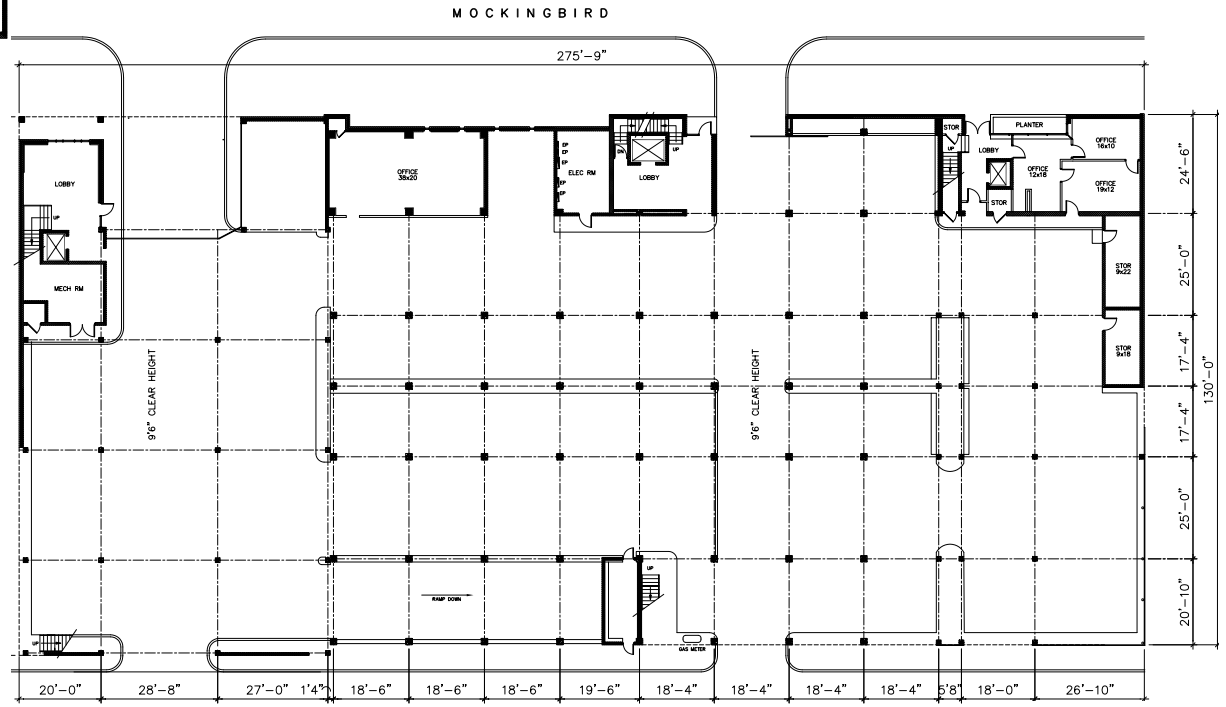 MOCKINGBIRD
275'-9"
STOR
PLANTER
OFFICE
16x10
UP
LOBBY
DN
UP
EP
EP
EP
EP
EP
ELEC RM
LOBBY
OFFICE
38x20
OFFICE
12x18
OFFICE
19x12
STOR
LOBBY
UP
MECH RM
STOR
9x22
STOR
9x18
9'6" CLEAR HEIGHT
9'6" CLEAR HEIGHT
24'-6"
25'-0"
17'-4"
17'-4"
25'-0"
20'-10"
130'-0"
UP
RAMP DOWN
UP
GAS METER
20'-0"
28'-8"
27'-0"
1'4"
18'-6"
18'-6"
18'-6"
19'-6"
18'-4"
18'-4"
18'-4"
18'-4"
5'8"
18'-0"
26'-10"